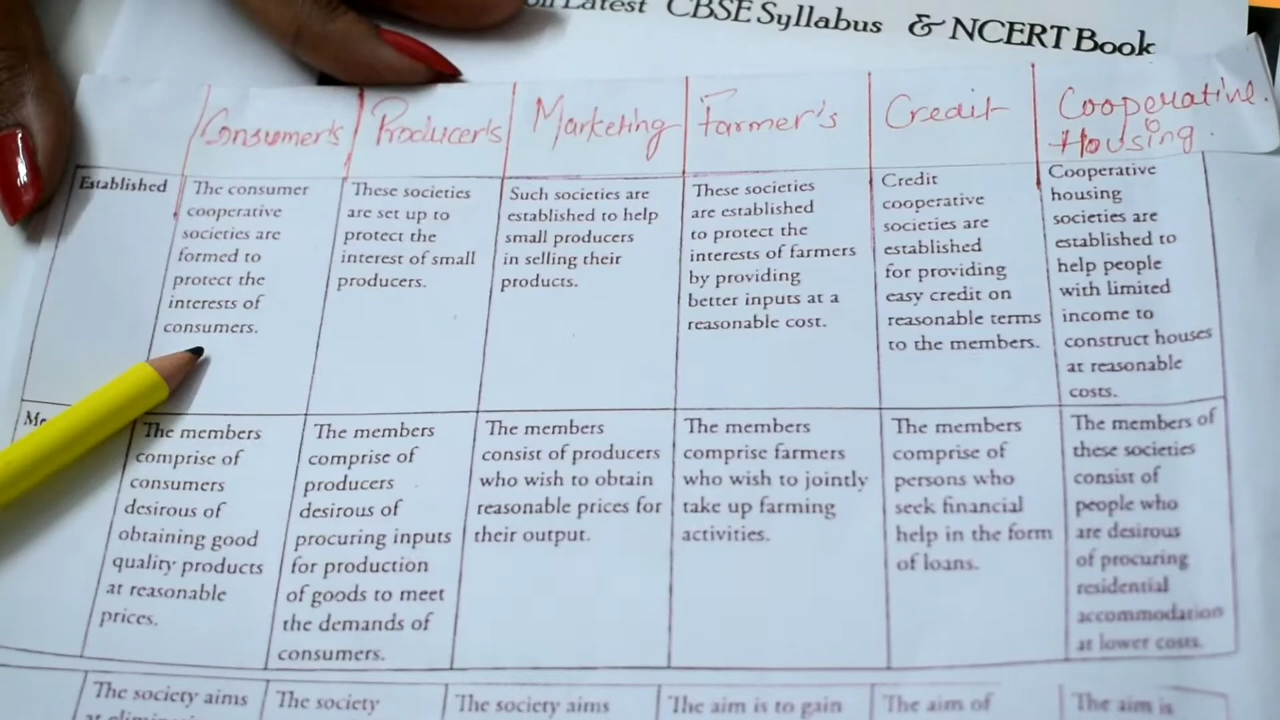 on Latest CBSE Syllabus & NCERT Book
Consumer's
Producer's
Marketing
Farmer's
Credit
Cooperative
Housing.
Established
The consumer
cooperative
societies are
formed to
protect the
interests of
consumers.
These societies
are set up to
protect the
interest of small
producers.
Such societies are
established to help
small producers
in selling their
products.
These societies
are established
to protect the
interests of farmers
by providing
better inputs at a
reasonable cost.
Credit
cooperative
societies are
established
for providing
easy credit on
reasonable terms
to the members.
Cooperative
housing
societies are
established to
help people
with limited
income to
construct houses
at reasonable
costs.
The members
comprise of
consumers
desirous of
obtaining good
quality products
at reasonable
prices.
The members
comprise of
producers
desirous of
procuring inputs
for production
of goods to meet
the demands of
consumers.
The members
consist of producers
who wish to obtain
reasonable prices for
their output.
The members
comprise farmers
who wish to jointly
take up farming
activities.
The members
comprise of
persons who
seek financial
help in the form
of loans.
The members of
these societies
consist of
people who
are desirous
of procuring
residential
accommodation
at lower costs.
The society aims
at
The society
The society aims
The aim is to gain
The aim of
The aim is